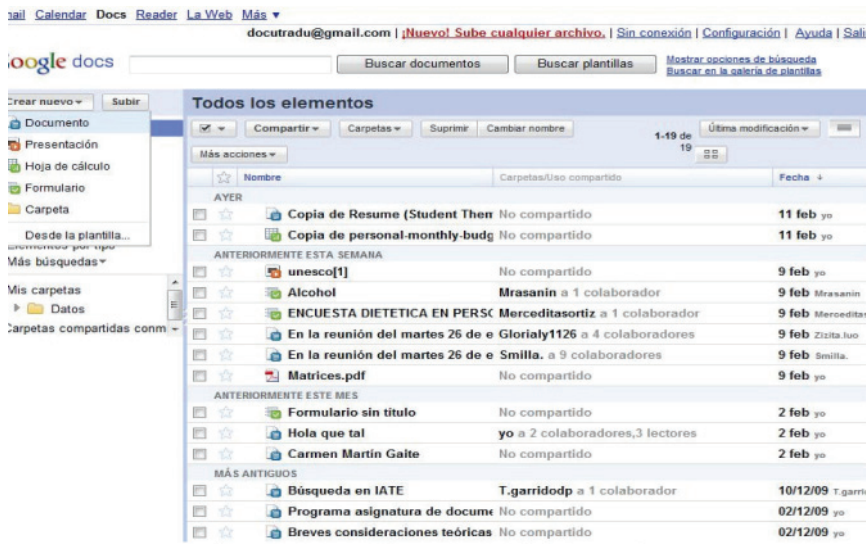 mail Calendar Docs Reader La Web Más ▾
docutradu@gmail.com | ¡Nuevo! Sube cualquier archivo. | Sin conexión | Configuración | Ayuda | Sali
oogle docs Buscar documentos Buscar plantillas Mostrar opciones de búsqueda
Buscar en la galería de plantillas
Crear nuevo ▾ Subir Todos los elementos
Documento Compartir ▾ Carpetas ▾ Suprimir Cambiar nombre 1-19 de 19 Última modificación ▾
Presentación Más acciones ▾
Hoja de cálculo Nombre Carpetas/Uso compartido Fecha ↓
Formulario AYER
Carpeta Copia de Resume (Student Them No compartido 11 feb yo
Desde la plantilla... Copia de personal-monthly-budg No compartido 11 feb yo
Elementos por tipo ANTERIORMENTE ESTA SEMANA
Más búsquedas ▾ unesco[1] No compartido 9 feb yo
Mis carpetas Alcohol Mrasanin a 1 colaborador 9 feb Mrasanin
Datos ENCUESTA DIETETICA EN PERSO Merceditasortiz a 1 colaborador 9 feb Merceditas
Carpetas compartidas conm En la reunión del martes 26 de e Glorialy1126 a 4 colaboradores 9 feb Zizita.luo
En la reunión del martes 26 de e Smilla. a 9 colaboradores 9 feb Smilla.
Matrices.pdf No compartido 9 feb yo
ANTERIORMENTE ESTE MES
Formulario sin título No compartido 2 feb yo
Hola que tal yo a 2 colaboradores,3 lectores 2 feb yo
Carmen Martín Gaite No compartido 2 feb yo
MÁS ANTIGUOS
Búsqueda en IATE T.garridodp a 1 colaborador 10/12/09 T.garri
Programa asignatura de docume No compartido 02/12/09 yo
Breves consideraciones teóricas No compartido 02/12/09 yo